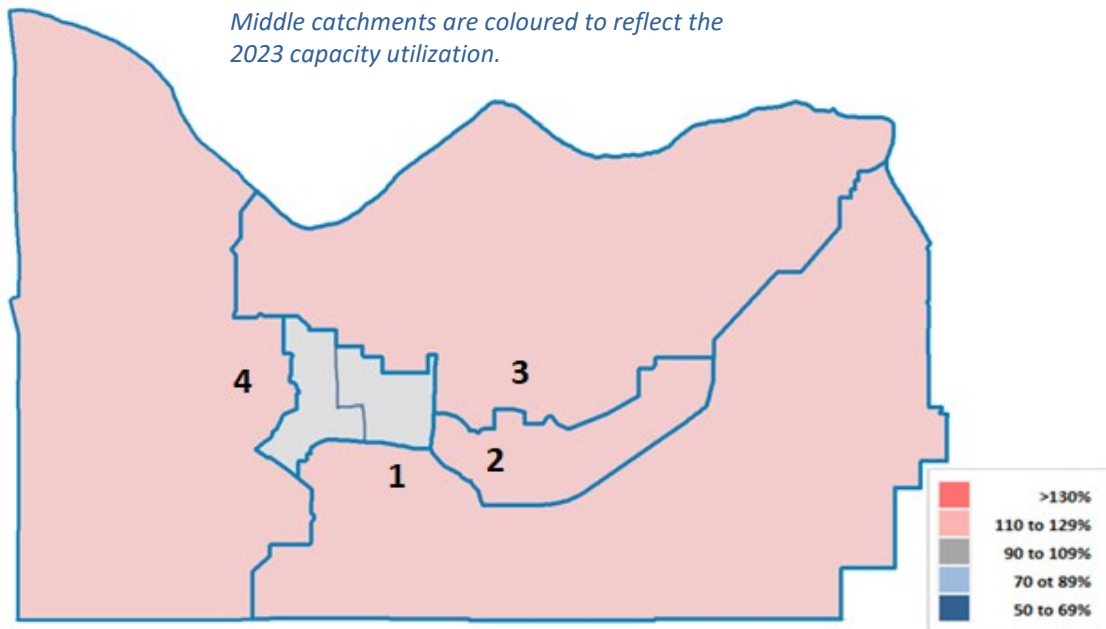 Middle catchments are coloured to reflect the
2023 capacity utilization.
4
3
2
1
>130%
110 to 129%
90 to 109%
70 ot 89%
50 to 69%